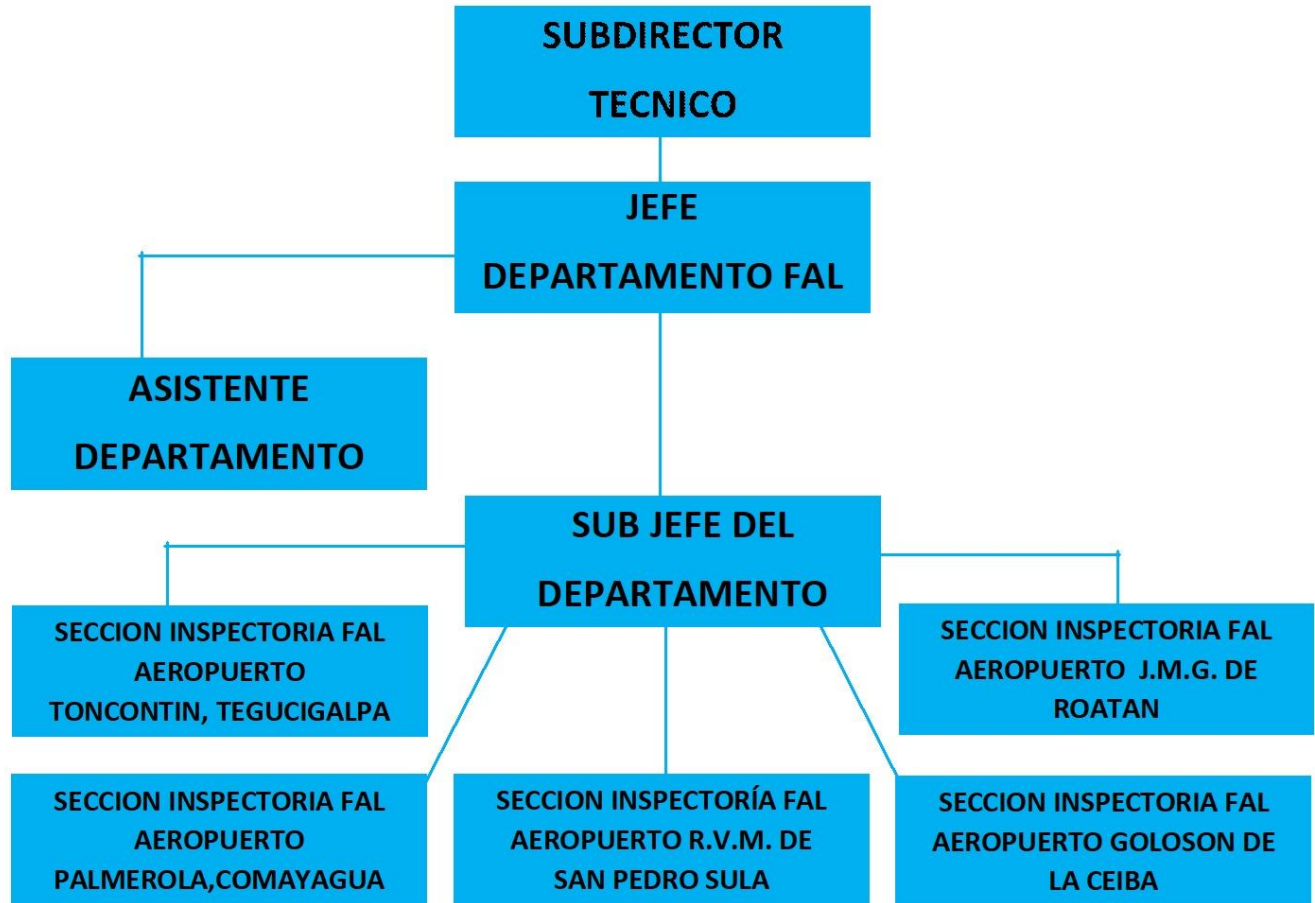 SUBDIRECTOR
TECNICO
JEFE
DEPARTAMENTO FAL
ASISTENTE
DEPARTAMENTO
SUB JEFE DEL
DEPARTAMENTO
SECCION INSPECTORIA FAL
AEROPUERTO
TONCONTIN, TEGUCIGALPA
SECCION INSPECTORIA FAL
AEROPUERTO J.M.G. DE
ROATAN
SECCION INSPECTORIA FAL
AEROPUERTO
PALMEROLA,COMAYAGUA
SECCION INSPECTORÍA FAL
AEROPUERTO R.V.M. DE
SAN PEDRO SULA
SECCION INSPECTORIA FAL
AEROPUERTO GOLOSON DE
LA CEIBA